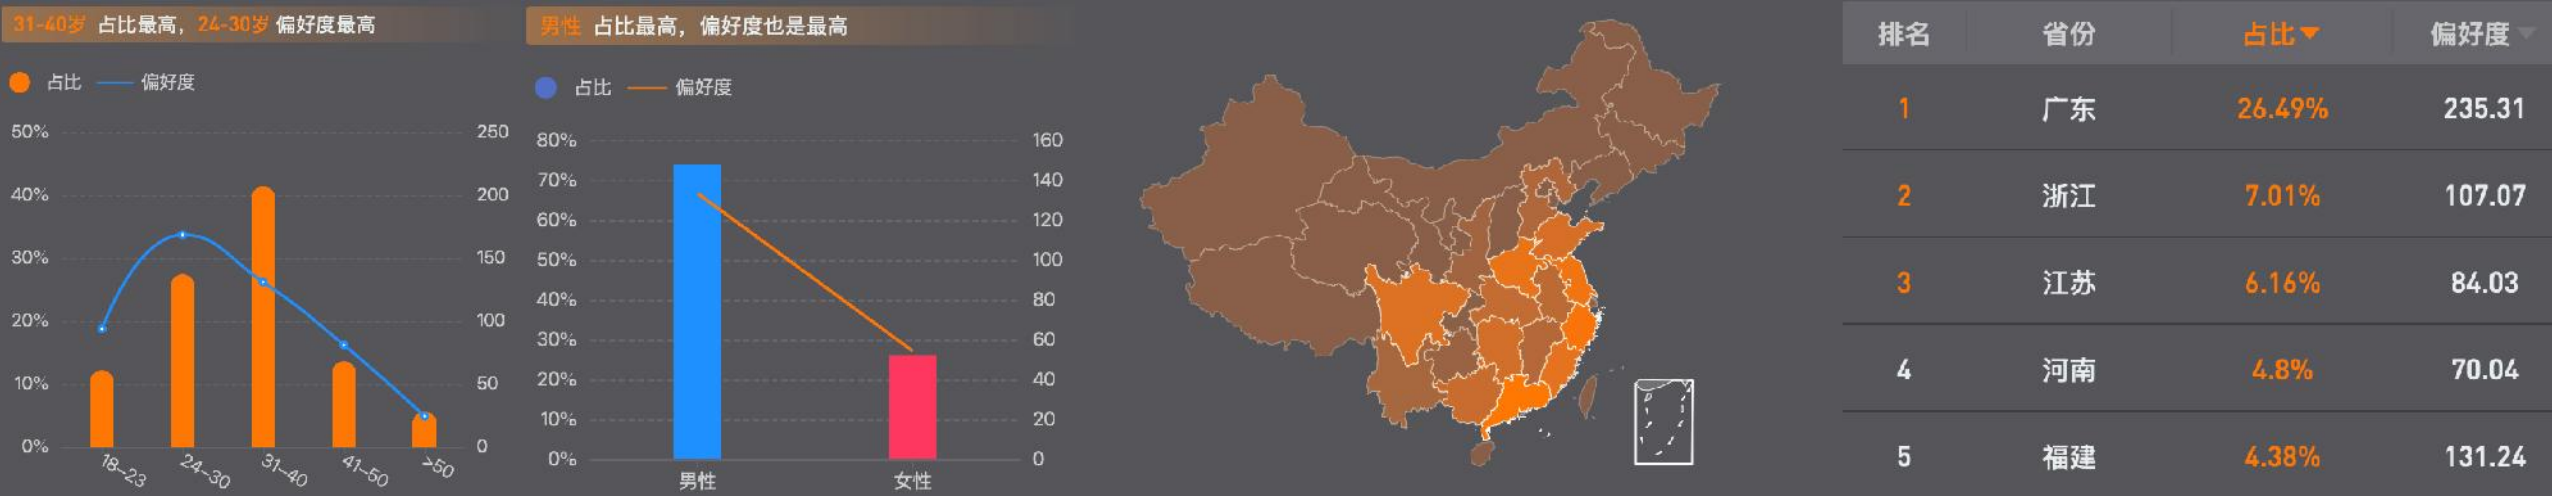 31-40岁 占比最高，24-30岁 偏好度最高
占比 偏好度
50% 250
40% 200
30% 150
20% 100
10% 50
0% 0
18-23 24-30 31-40 41-50 >50
男性 占比最高，偏好度也是最高
占比 偏好度
80% 160
70% 140
60% 120
50% 100
40% 80
30% 60
20% 40
10% 20
0% 0
男性 女性
排名 省份 占比 偏好度
1 广东 26.49% 235.31
2 浙江 7.01% 107.07
3 江苏 6.16% 84.03
4 河南 4.8% 70.04
5 福建 4.38% 131.24